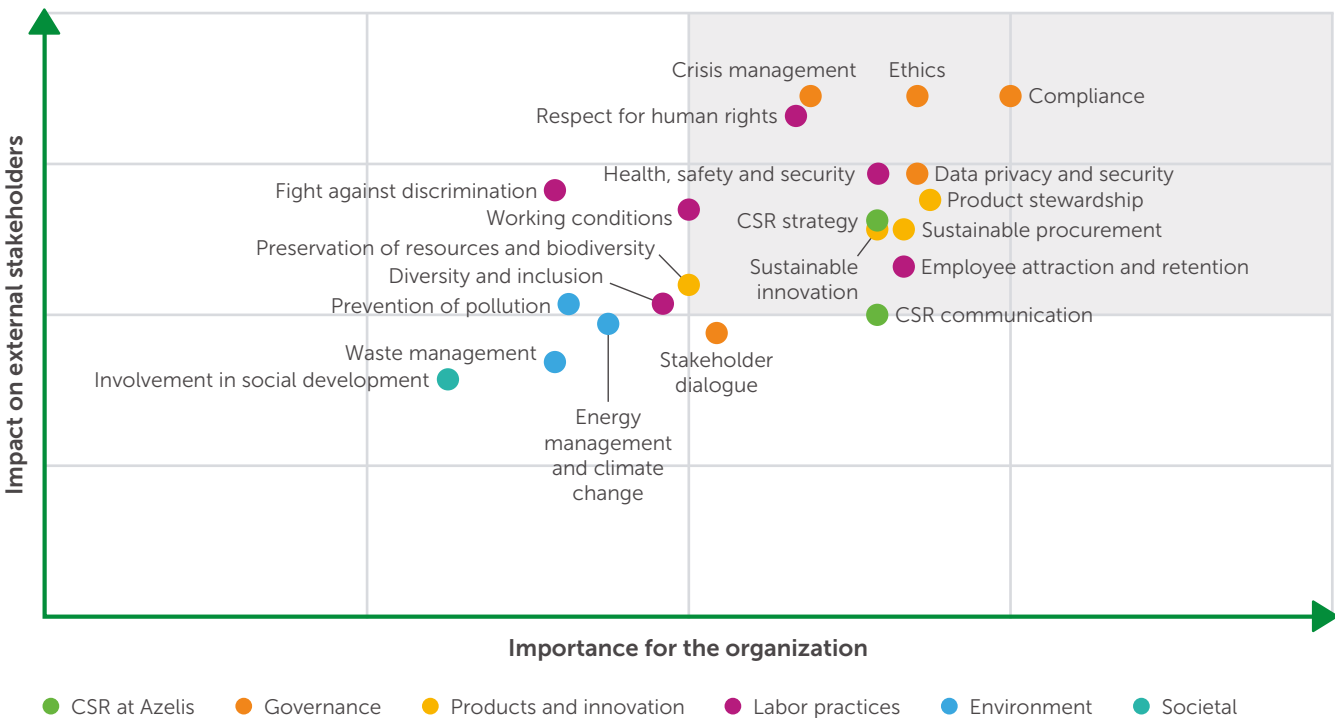 Impact on external stakeholders
Crisis management
Ethics
Compliance
Respect for human rights
Health, safety and security
Data privacy and security
Fight against discrimination
Product stewardship
Working conditions
CSR strategy
Sustainable procurement
Preservation of resources and biodiversity
Sustainable
innovation
Employee attraction and retention
Diversity and inclusion
Prevention of pollution
CSR communication
Waste management
Stakeholder
dialogue
Involvement in social development
Energy
management
and climate
change
Importance for the organization
CSR at Azelis
Governance
Products and innovation
Labor practices
Environment
Societal